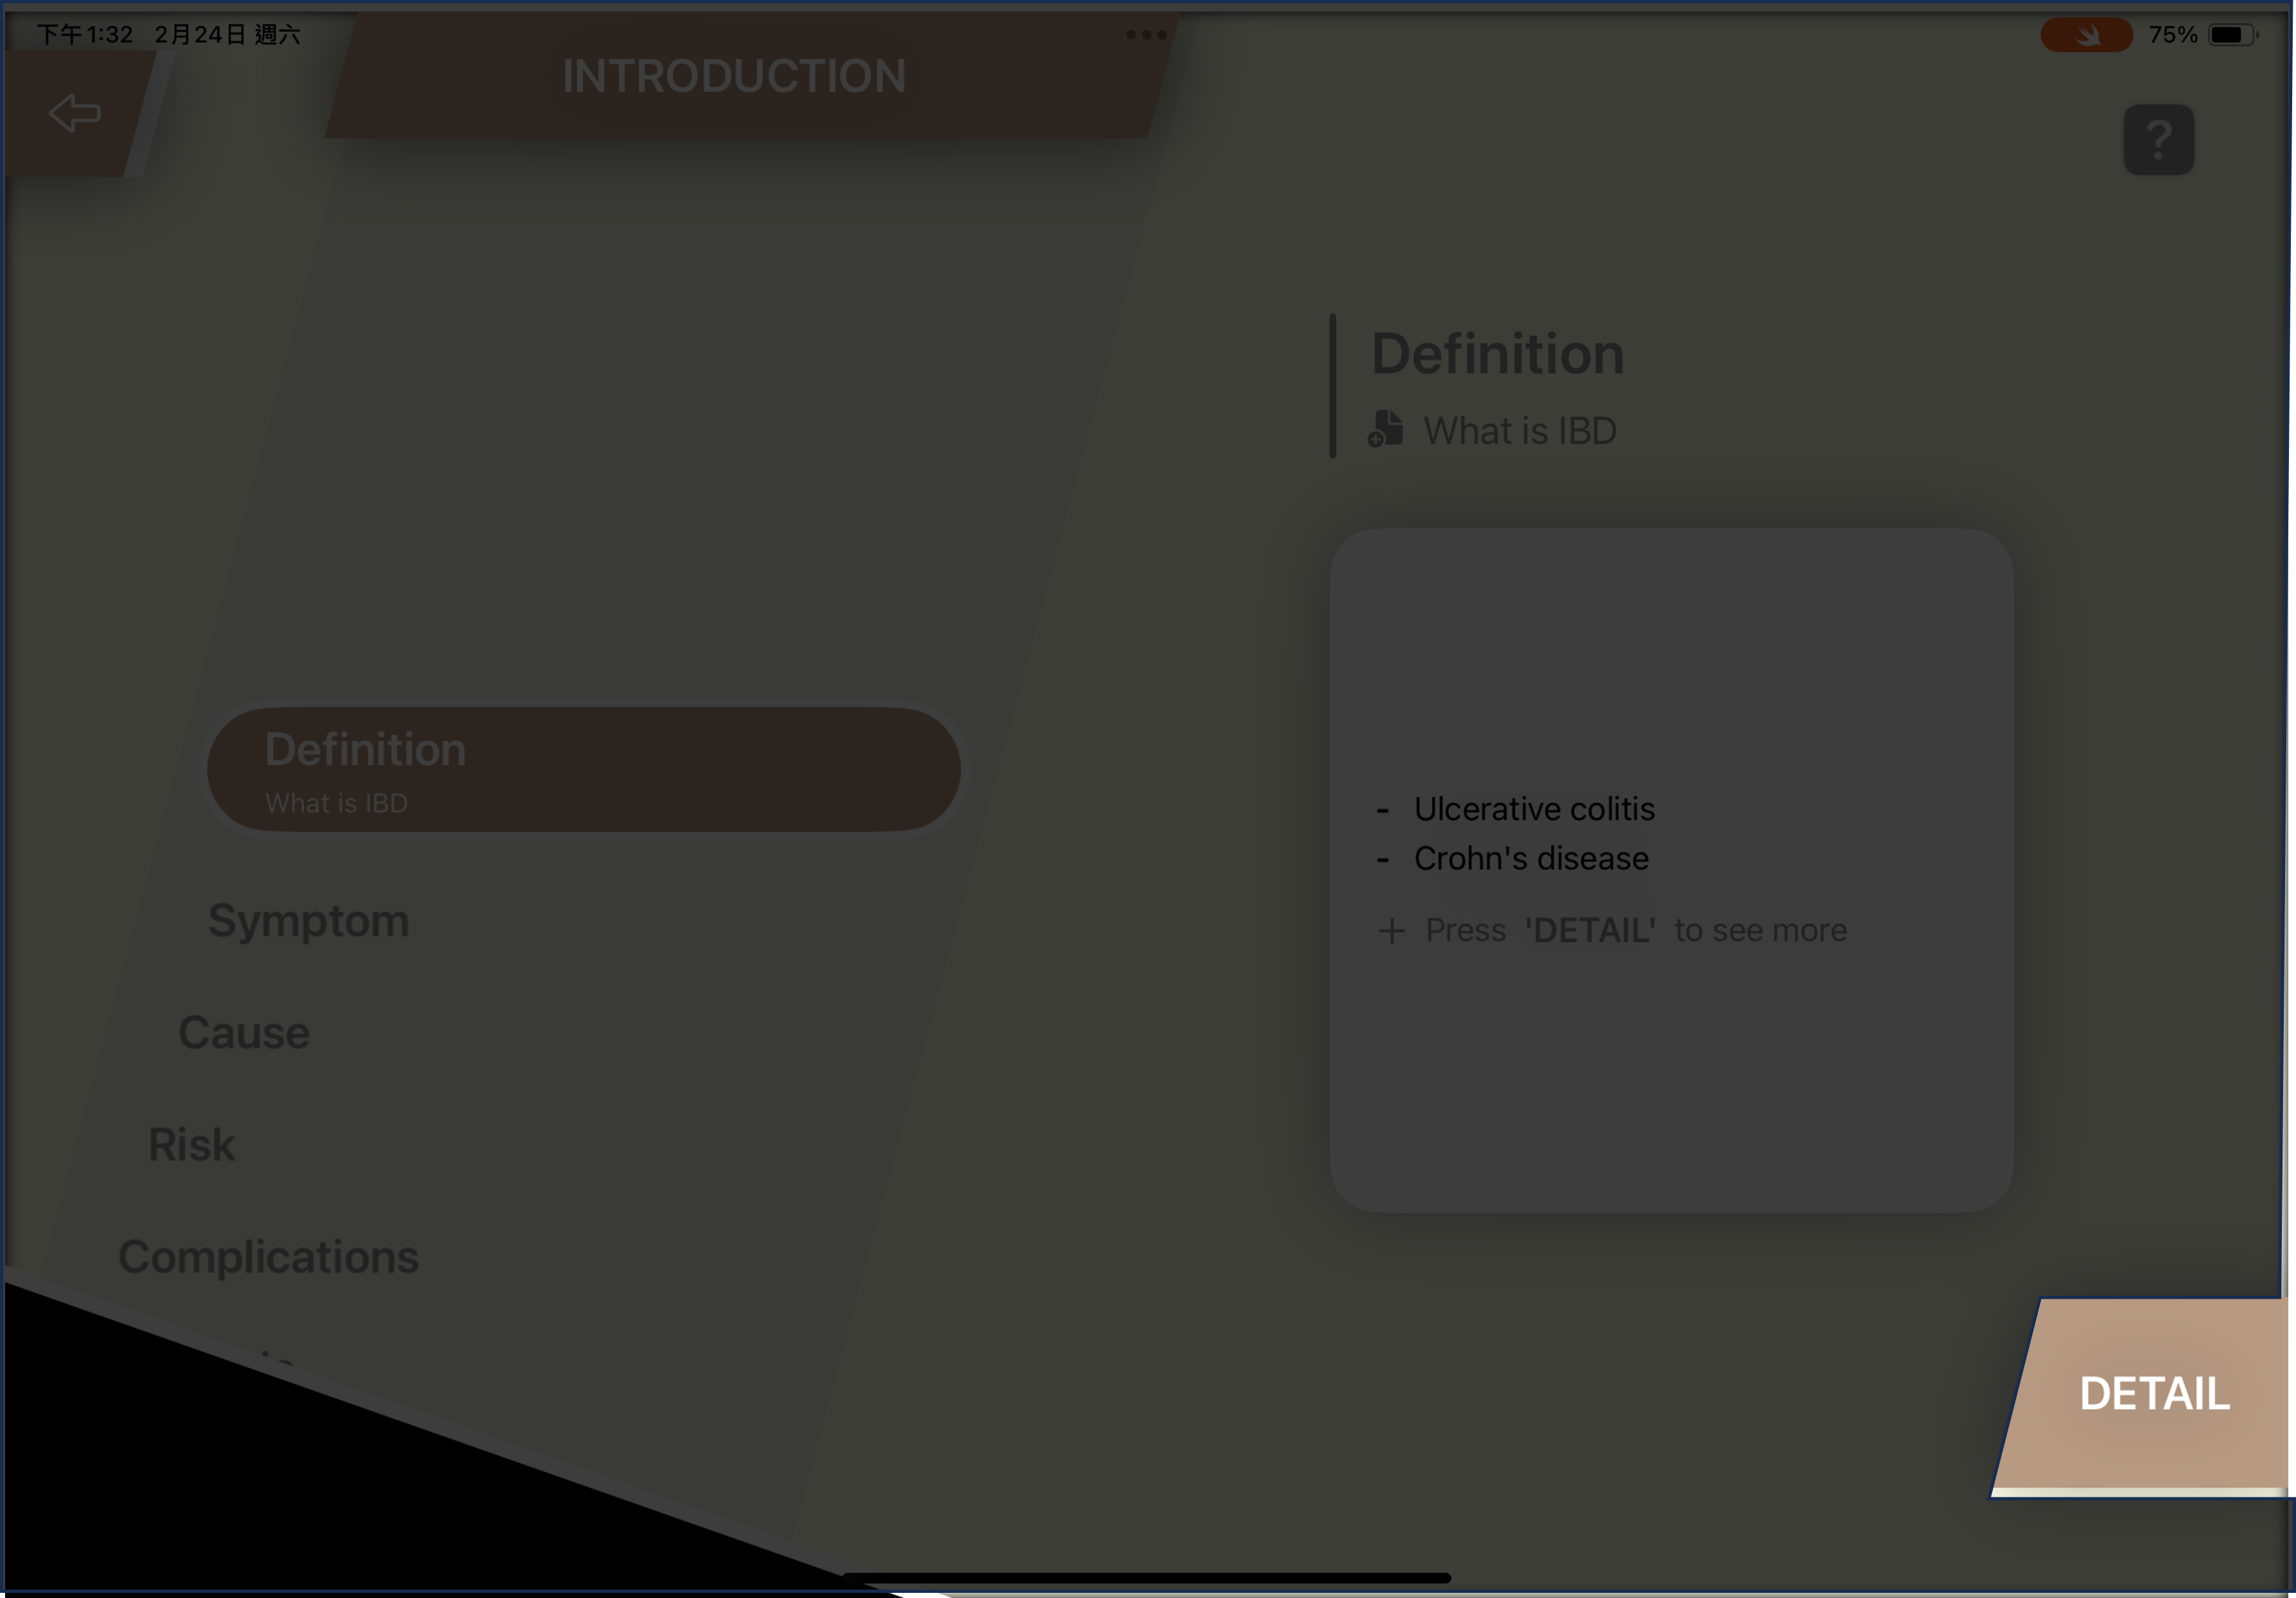 下午1:32 2月24日 週六
75%
INTRODUCTION
?
Definition
What is IBD
Definition
What is IBD
Symptom
Cause
Risk
Complications
- Ulcerative colitis
- Crohn's disease
+ Press 'DETAIL' to see more
DETAIL